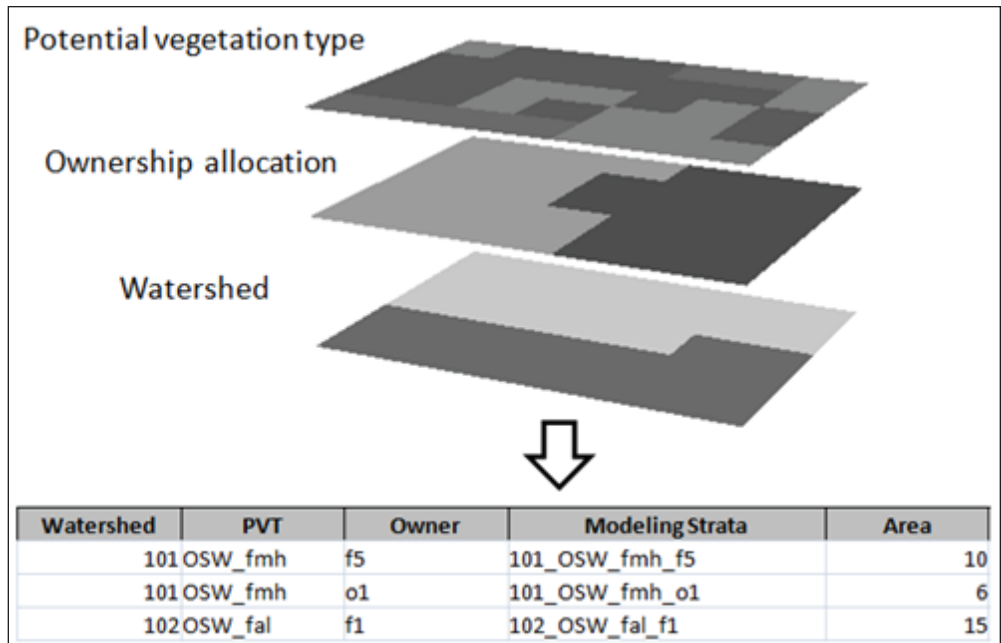 Potential vegetation type
Ownership allocation
Watershed
Watershed PVT Owner Modeling Strata Area
101 OSW_fmh f5 101_OSW_fmh_f5 10
101 OSW_fmh o1 101_OSW_fmh_o1 6
102 OSW_fal f1 102_OSW_fal_f1 15